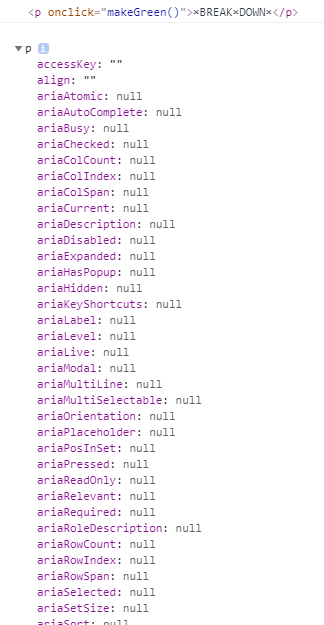 <p onclick="makeGreen()">×BREAK×DOWN×</p>
▼ p i
accessKey: ""
align: ""
ariaAtomic: null
ariaAutoComplete: null
ariaBusy: null
ariaChecked: null
ariaColCount: null
ariaColIndex: null
ariaColSpan: null
ariaCurrent: null
ariaDescription: null
ariaDisabled: null
ariaExpanded: null
ariaHasPopup: null
ariaHidden: null
ariaKeyShortcuts: null
ariaLabel: null
ariaLevel: null
ariaLive: null
ariaModal: null
ariaMultiLine: null
ariaMultiSelectable: null
ariaOrientation: null
ariaPlaceholder: null
ariaPosInSet: null
ariaPressed: null
ariaReadOnly: null
ariaRelevant: null
ariaRequired: null
ariaRoleDescription: null
ariaRowCount: null
ariaRowIndex: null
ariaRowSpan: null
ariaSelected: null
ariaSetSize: null
ariaSort: null